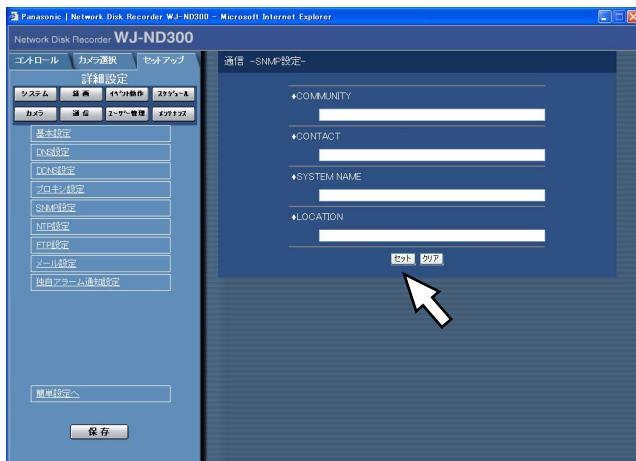 Panasonic | Network Disk Recorder WJ-ND300 - Microsoft Internet Explorer
Network Disk Recorder WJ-ND300
コントロール カメラ選択 セットアップ
詳細設定
システム 録画 イベント動作 スケジュール
カメラ 通信 ユーザー管理 メンテナンス
基本設定
DNS設定
DDNS設定
プロキシ設定
SNMP設定
NTP設定
FTP設定
メール設定
独自アラーム通知設定
簡単設定へ
保存
通信 -SNMP設定-
♦COMMUNITY
♦CONTACT
♦SYSTEM NAME
♦LOCATION
セット クリア